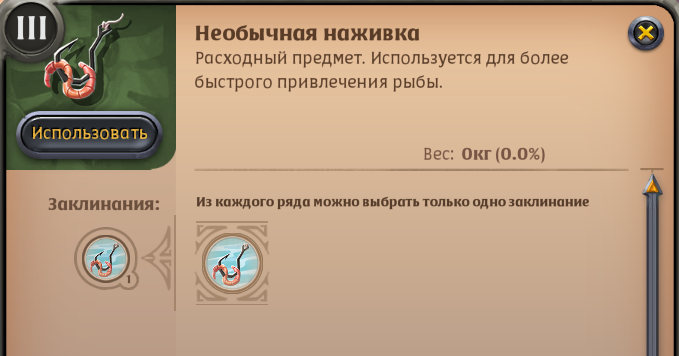 III
Необычная наживка
Расходный предмет. Используется для более
быстрого привлечения рыбы.
Использовать
Вес: 0кг (0.0%)
Заклинания:
Из каждого ряда можно выбрать только одно заклинание
1